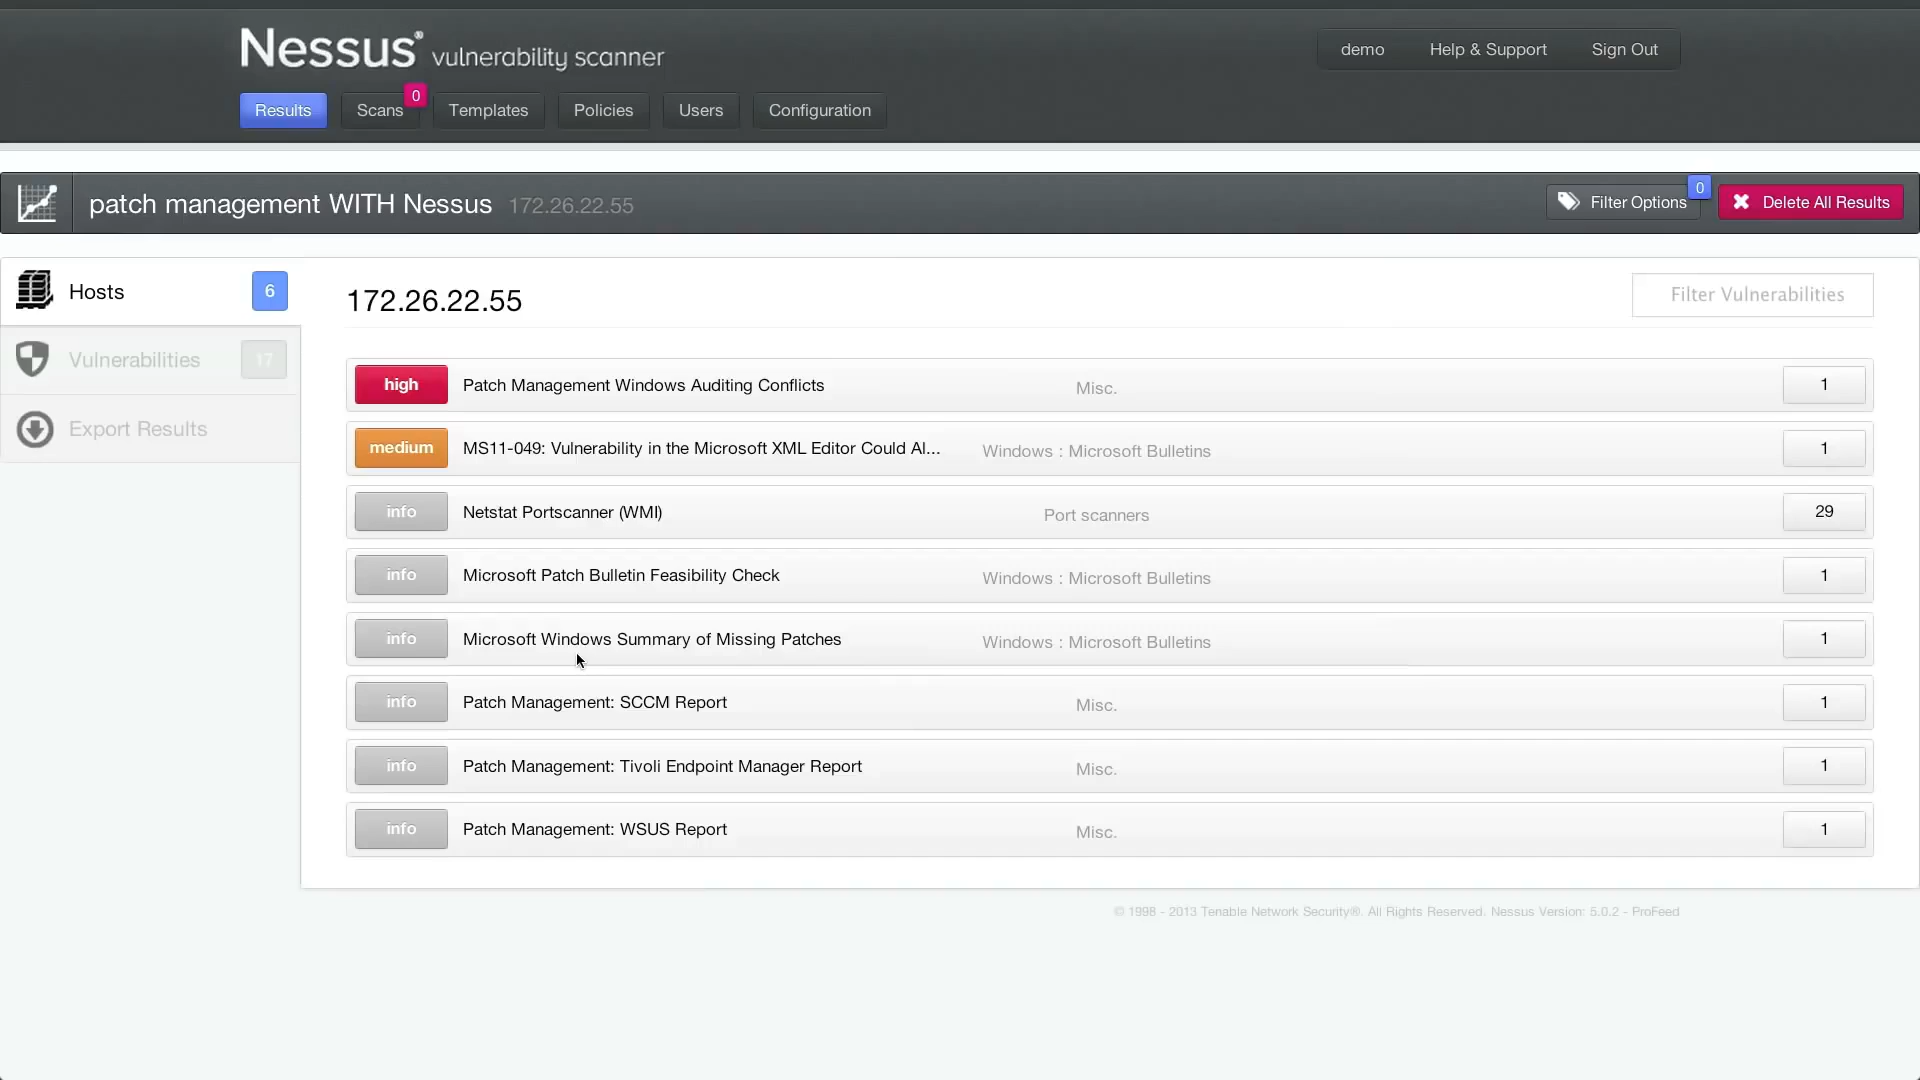 Nessus® vulnerability scanner
demo Help & Support Sign Out
Results Scans 0 Templates Policies Users Configuration
patch management WITH Nessus 172.26.22.55
Filter Options 0 Delete All Results
Hosts 6
Vulnerabilities 17
Export Results
172.26.22.55
Filter Vulnerabilities
high Patch Management Windows Auditing Conflicts Misc. 1
medium MS11-049: Vulnerability in the Microsoft XML Editor Could Al... Windows : Microsoft Bulletins 1
info Netstat Portscanner (WMI) Port scanners 29
info Microsoft Patch Bulletin Feasibility Check Windows : Microsoft Bulletins 1
info Microsoft Windows Summary of Missing Patches Windows : Microsoft Bulletins 1
info Patch Management: SCCM Report Misc. 1
info Patch Management: Tivoli Endpoint Manager Report Misc. 1
info Patch Management: WSUS Report Misc. 1
© 1998 - 2013 Tenable Network Security®. All Rights Reserved. Nessus Version: 5.0.2 - ProFeed